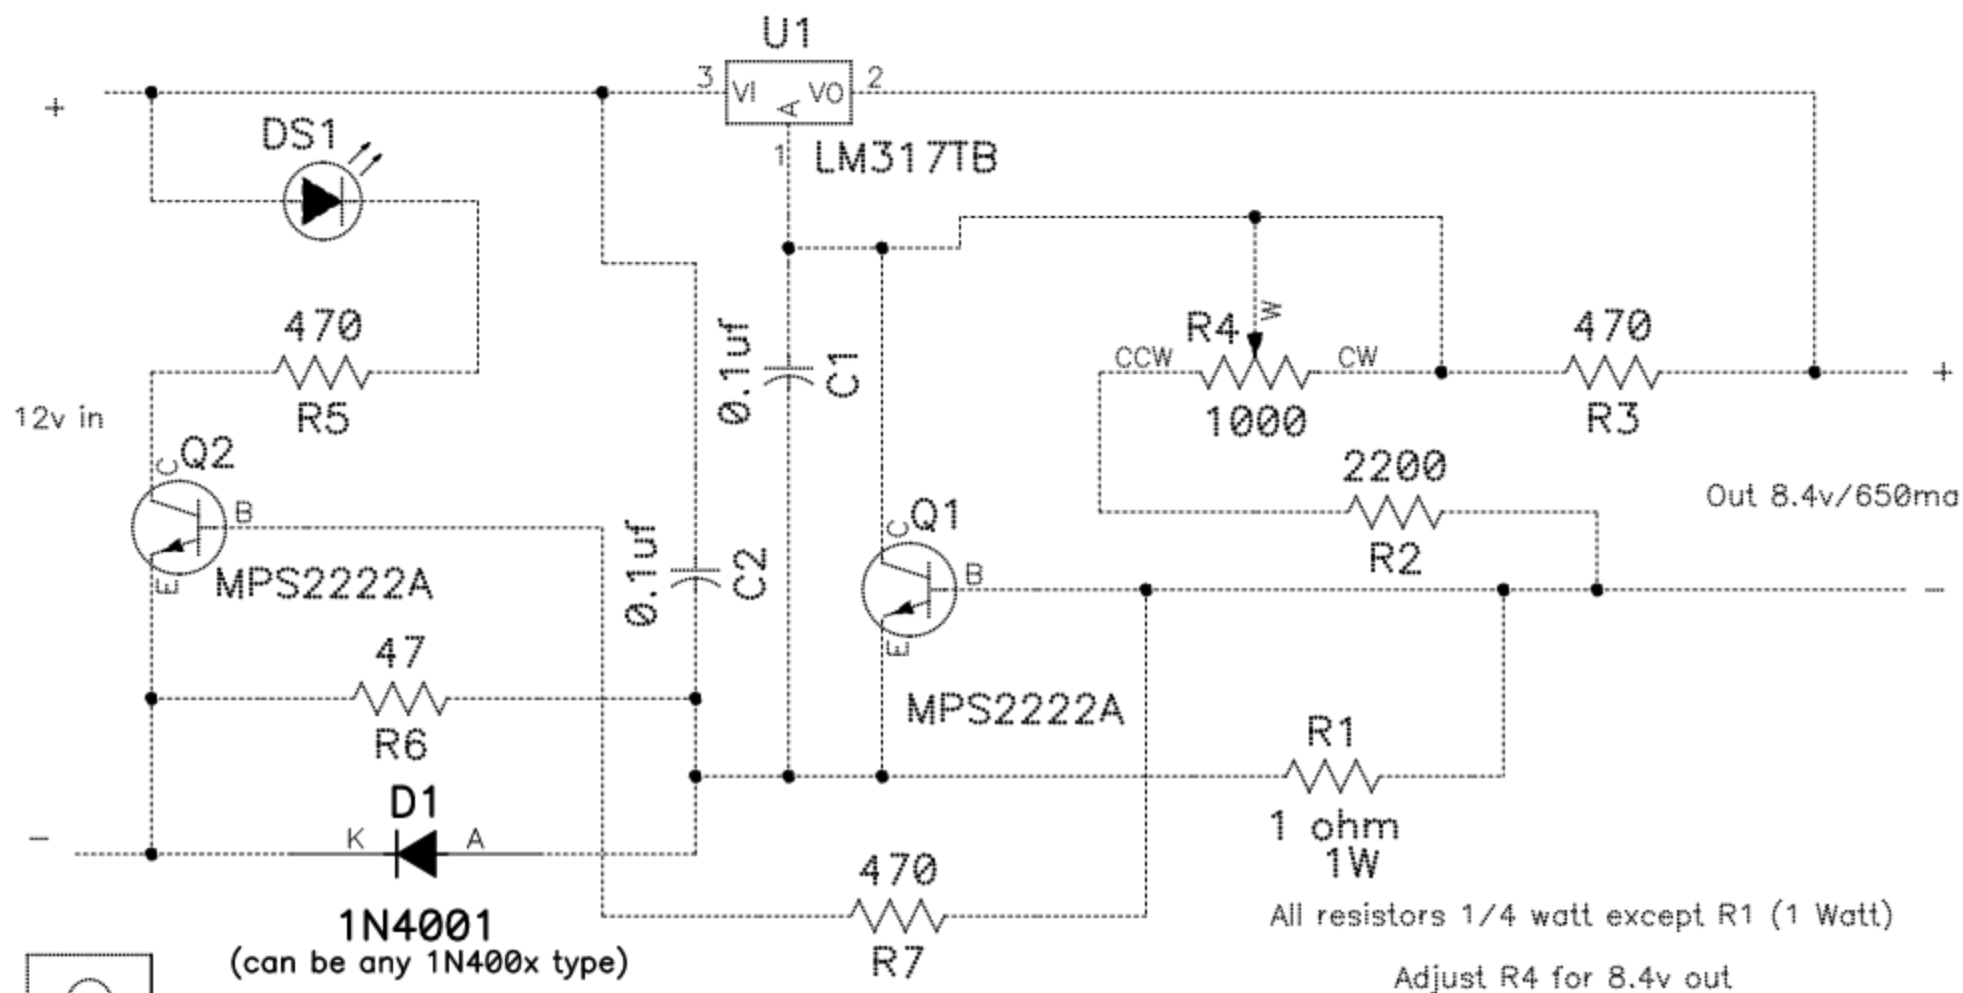 U1
3
VI
A
VO
2
+
DS1
1
LM317TB
470
R5
0.1uf
C1
R4
W
CCW
CW
1000
470
R3
+
12v in
C
Q2
B
E
MPS2222A
0.1uf
C2
C
Q1
B
E
MPS2222A
2200
R2
Out 8.4v/650ma
−
47
R6
R1
1 ohm
1W
−
D1
K
A
1N4001
(can be any 1N400x type)
470
R7
All resistors 1/4 watt except R1 (1 Watt)
Adjust R4 for 8.4v out